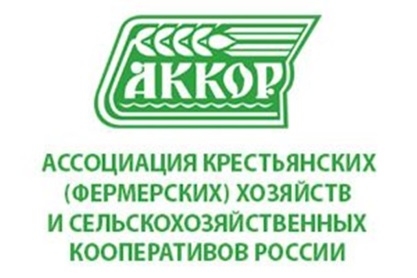 АККОР
АССОЦИАЦИЯ КРЕСТЬЯНСКИХ
(ФЕРМЕРСКИХ) ХОЗЯЙСТВ
И СЕЛЬСКОХОЗЯЙСТВЕННЫХ
КООПЕРАТИВОВ РОССИИ